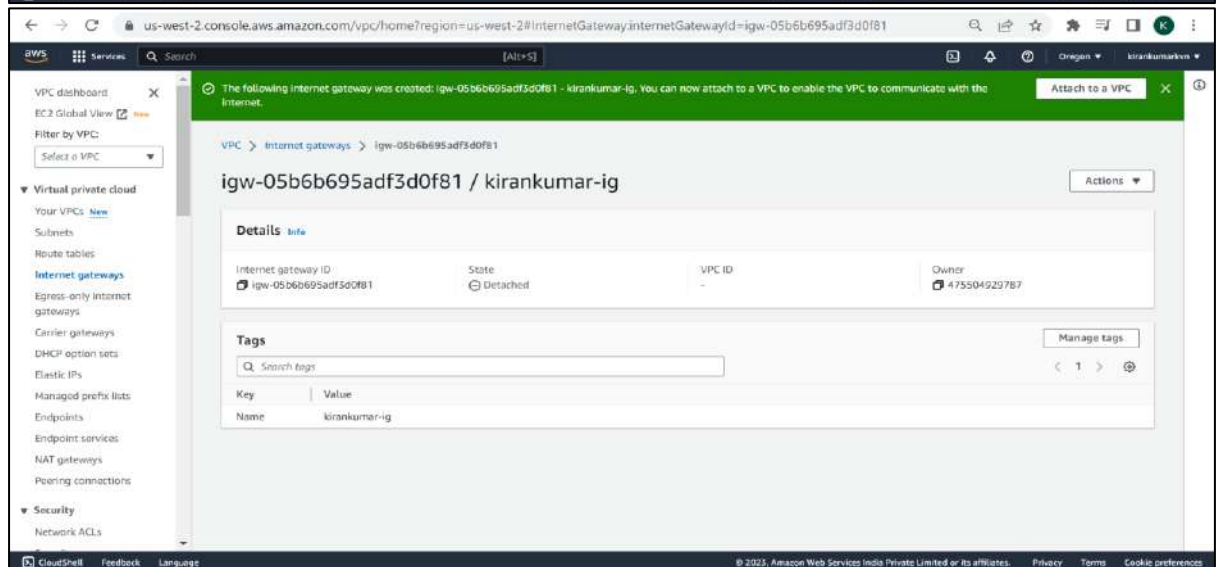 us-west-2.console.aws.amazon.com/vpc/home?region=us-west-2#InternetGateway:internetGatewayId=igw-05b6b695adf3d0f81
K
aws Services Search [Alt+S] Oregon kirankumarkvn
VPC dashboard
EC2 Global View New
Filter by VPC:
Select a VPC
Virtual private cloud
Your VPCs New
Subnets
Route tables
Internet gateways
Egress-only internet
gateways
Carrier gateways
DHCP option sets
Elastic IPs
Managed prefix lists
Endpoints
Endpoint services
NAT gateways
Peering connections
Security
Network ACLs
The following internet gateway was created: igw-05b6b695adf3d0f81 - kirankumar-ig. You can now attach to a VPC to enable the VPC to communicate with the
internet.
Attach to a VPC
VPC > Internet gateways > igw-05b6b695adf3d0f81
igw-05b6b695adf3d0f81 / kirankumar-ig
Actions
Details Info
Internet gateway ID State VPC ID Owner
igw-05b6b695adf3d0f81 Detached - 475504929787
Tags
Manage tags
Search tags
< 1 >
Key Value
Name kirankumar-ig
CloudShell Feedback Language © 2023, Amazon Web Services India Private Limited or its affiliates. Privacy Terms Cookie preferences